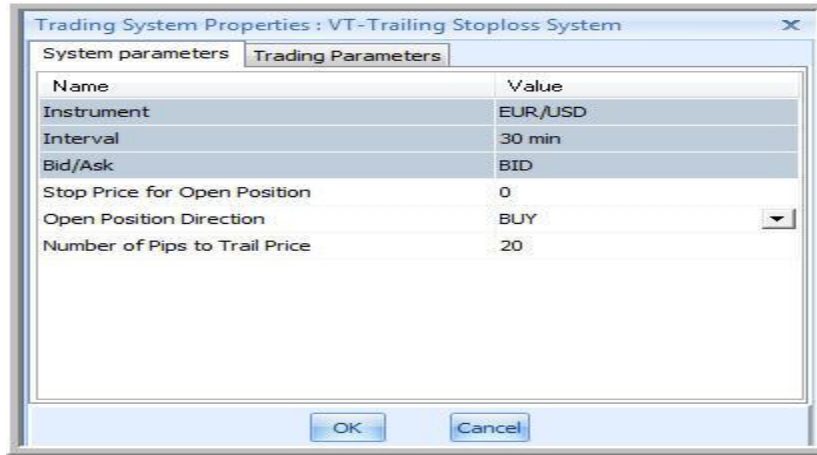 Trading System Properties : VT-Trailing Stoploss System
System parameters Trading Parameters
Name Value
Instrument EUR/USD
Interval 30 min
Bid/Ask BID
Stop Price for Open Position 0
Open Position Direction BUY
Number of Pips to Trail Price 20
OK Cancel